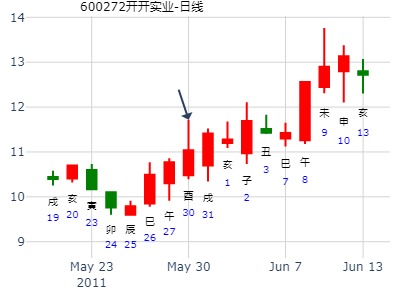 600272开开实业-日线
14
13
12
11
10
9
戌
19
亥
20
寅
23
卯
24
辰
25
巳
26
午
27
酉
30
戌
31
亥
1
子
2
丑
3
巳
7
午
8
未
9
申
10
亥
13
May 23
2011
May 30
Jun 7
Jun 13